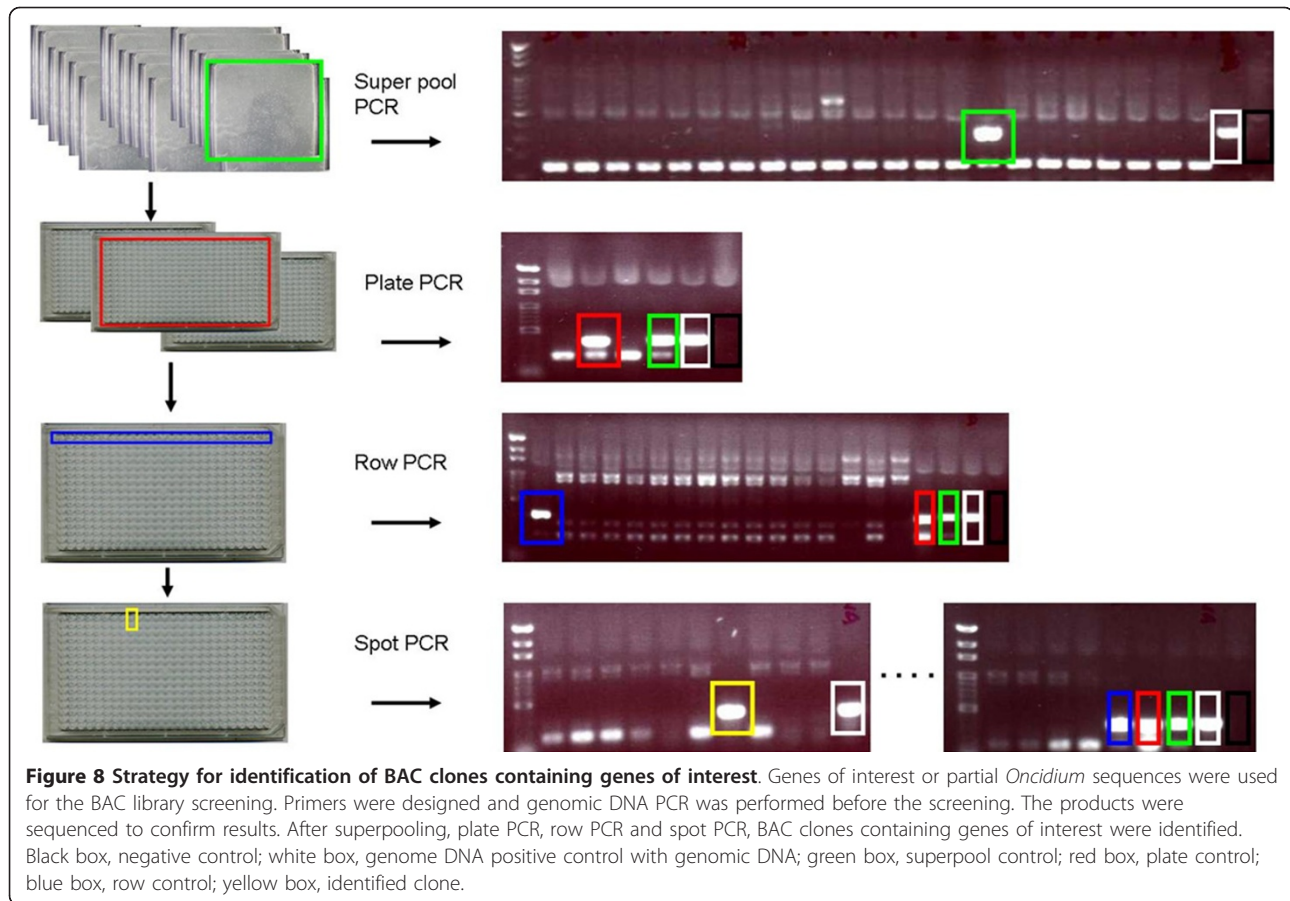 Super pool
PCR
Plate PCR
Row PCR
Spot PCR
Figure 8 Strategy for identification of BAC clones containing genes of interest. Genes of interest or partial Oncidium sequences were used
for the BAC library screening. Primers were designed and genomic DNA PCR was performed before the screening. The products were
sequenced to confirm results. After superpooling, plate PCR, row PCR and spot PCR, BAC clones containing genes of interest were identified.
Black box, negative control; white box, genome DNA positive control with genomic DNA; green box, superpool control; red box, plate control;
blue box, row control; yellow box, identified clone.